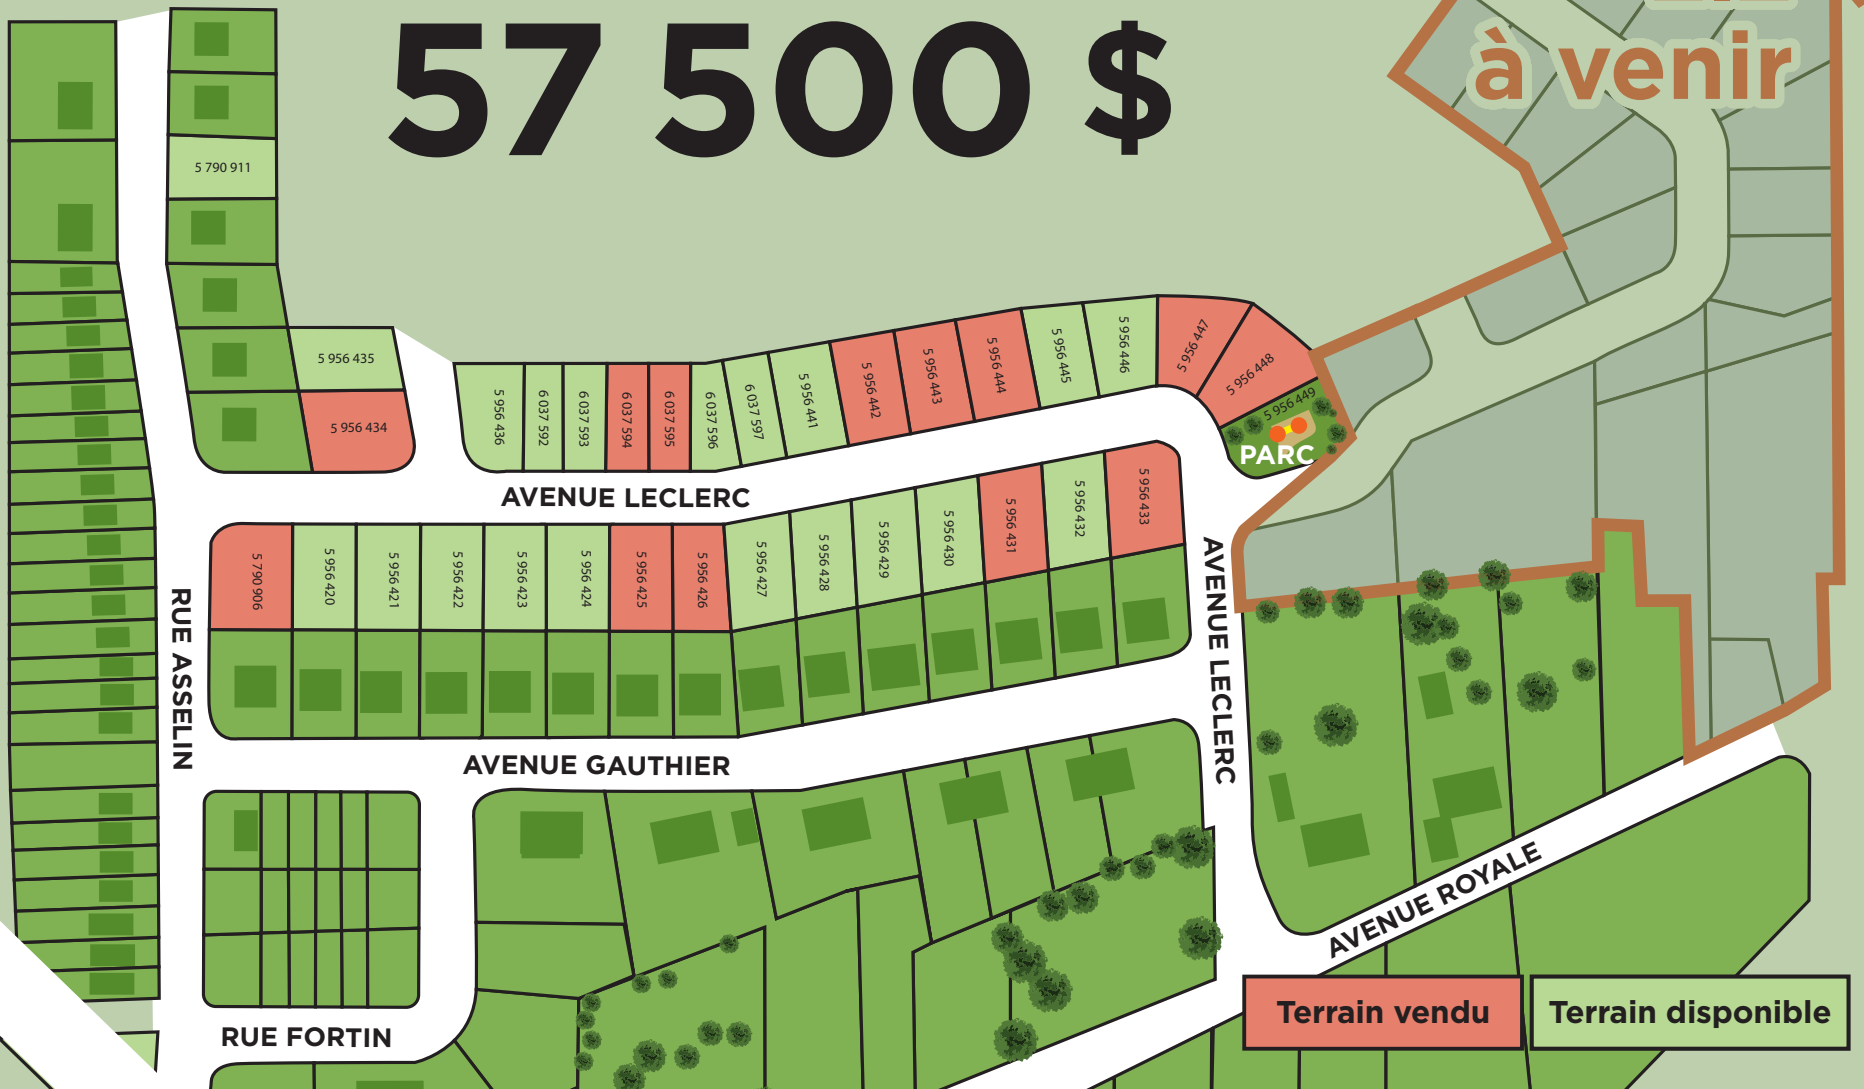 57 500 $
à venir
5 790 911
5 956 435
5 956 434
5 956 436
6 037 592
6 037 593
6 037 594
6 037 595
6 037 596
6 037 597
5 956 441
5 956 442
5 956 443
5 956 444
5 956 445
5 956 446
5 956 447
5 956 448
5 956 449
PARC
AVENUE LECLERC
5 790 906
5 956 420
5 956 421
5 956 422
5 956 423
5 956 424
5 956 425
5 956 426
5 956 427
5 956 428
5 956 429
5 956 430
5 956 431
5 956 432
5 956 433
RUE ASSELIN
AVENUE LECLERC
AVENUE GAUTHIER
AVENUE ROYALE
RUE FORTIN
Terrain vendu
Terrain disponible